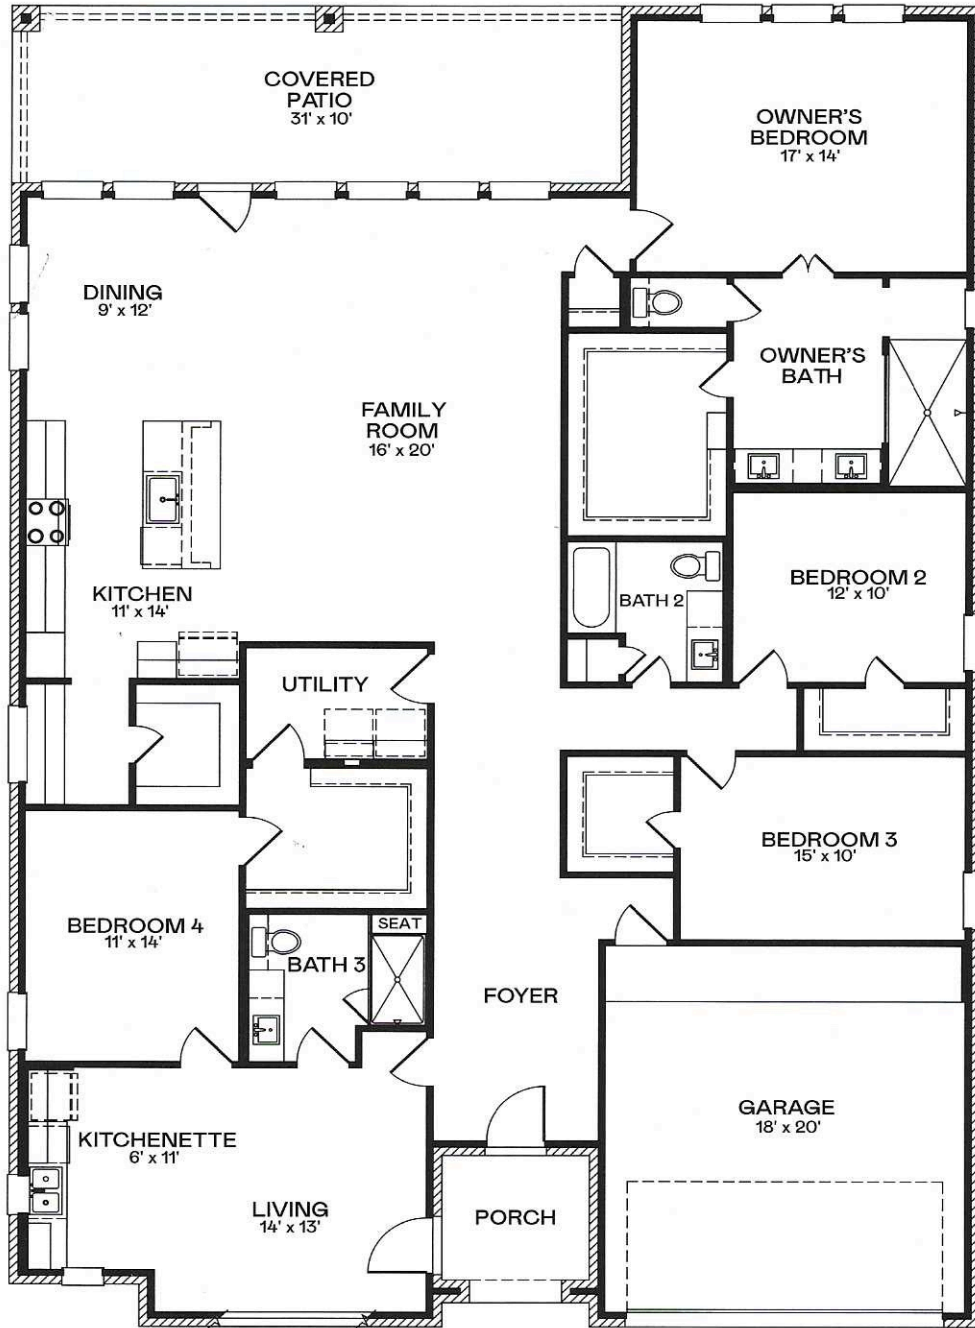 COVERED
PATIO
31' x 10'
OWNER'S
BEDROOM
17' x 14'
DINING
9' x 12'
OWNER'S
BATH
FAMILY
ROOM
16' x 20'
KITCHEN
11' x 14'
BATH 2
BEDROOM 2
12' x 10'
UTILITY
BEDROOM 3
15' x 10'
BEDROOM 4
11' x 14'
SEAT
BATH 3
FOYER
GARAGE
18' x 20'
KITCHENETTE
6' x 11'
LIVING
14' x 13'
PORCH